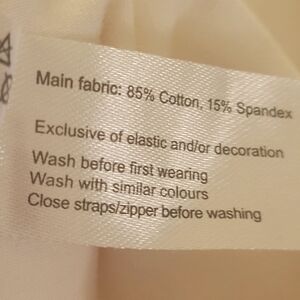 Main fabric: 85% Cotton, 15% Spandex
Exclusive of elastic and/or decoration
Wash before first wearing
Wash with similar colours
Close straps/zipper before washing